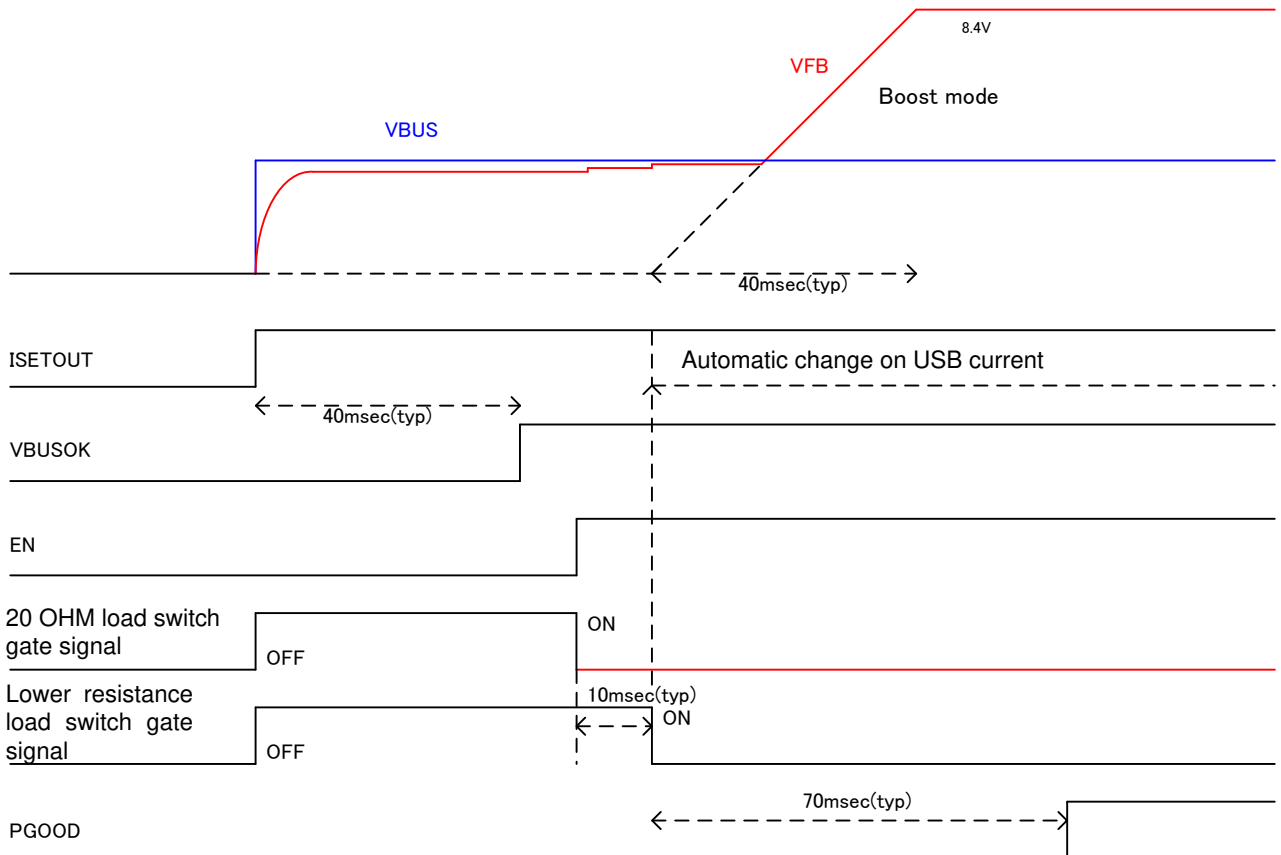 8.4V
VFB
Boost mode
VBUS
40msec(typ)
ISETOUT
Automatic change on USB current
40msec(typ)
VBUSOK
EN
20 OHM load switch
gate signal
ON
OFF
Lower resistance
load switch gate
signal
10msec(typ)
ON
OFF
70msec(typ)
PGOOD